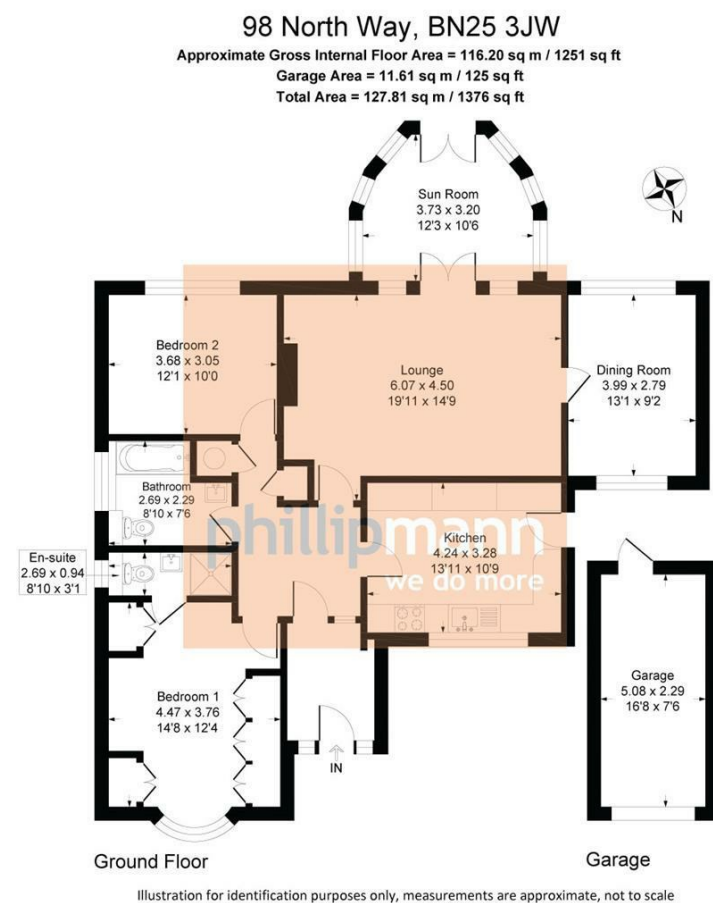 98 North Way, BN25 3JW
Approximate Gross Internal Floor Area = 116.20 sq m / 1251 sq ft
Garage Area = 11.61 sq m / 125 sq ft
Total Area = 127.81 sq m / 1376 sq ft
Sun Room
3.73 x 3.20
12'3 x 10'6
N
Bedroom 2
3.68 x 3.05
12'1 x 10'0
Lounge
6.07 x 4.50
19'11 x 14'9
Dining Room
3.99 x 2.79
13'1 x 9'2
Bathroom
2.69 x 2.29
8'10 x 7'6
phillipmann
we do more
Kitchen
4.24 x 3.28
13'11 x 10'9
En-suite
2.69 x 0.94
8'10 x 3'1
Bedroom 1
4.47 x 3.76
14'8 x 12'4
Garage
5.08 x 2.29
16'8 x 7'6
IN
Ground Floor
Garage
Illustration for identification purposes only, measurements are approximate, not to scale